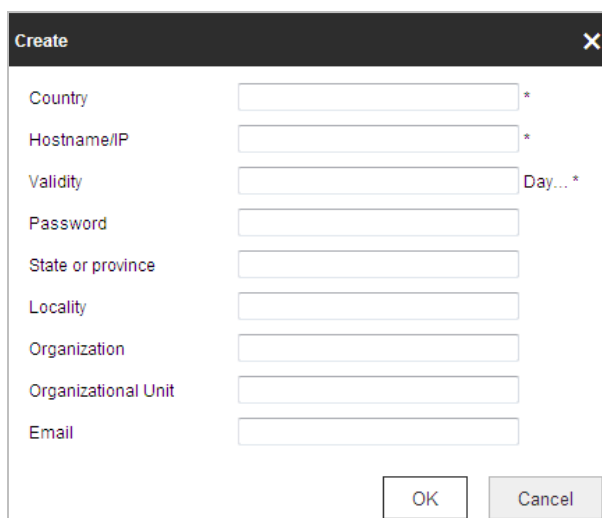 Create
Country *
Hostname/IP *
Validity Day... *
Password
State or province
Locality
Organization
Organizational Unit
Email
OK Cancel